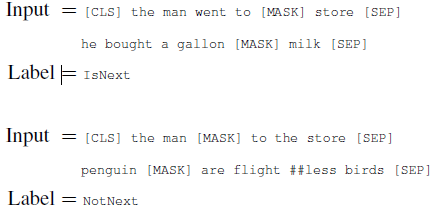 Input = [CLS] the man went to [MASK] store [SEP]
he bought a gallon [MASK] milk [SEP]
Label = IsNext
Input = [CLS] the man [MASK] to the store [SEP]
penguin [MASK] are flight ##less birds [SEP]
Label = NotNext